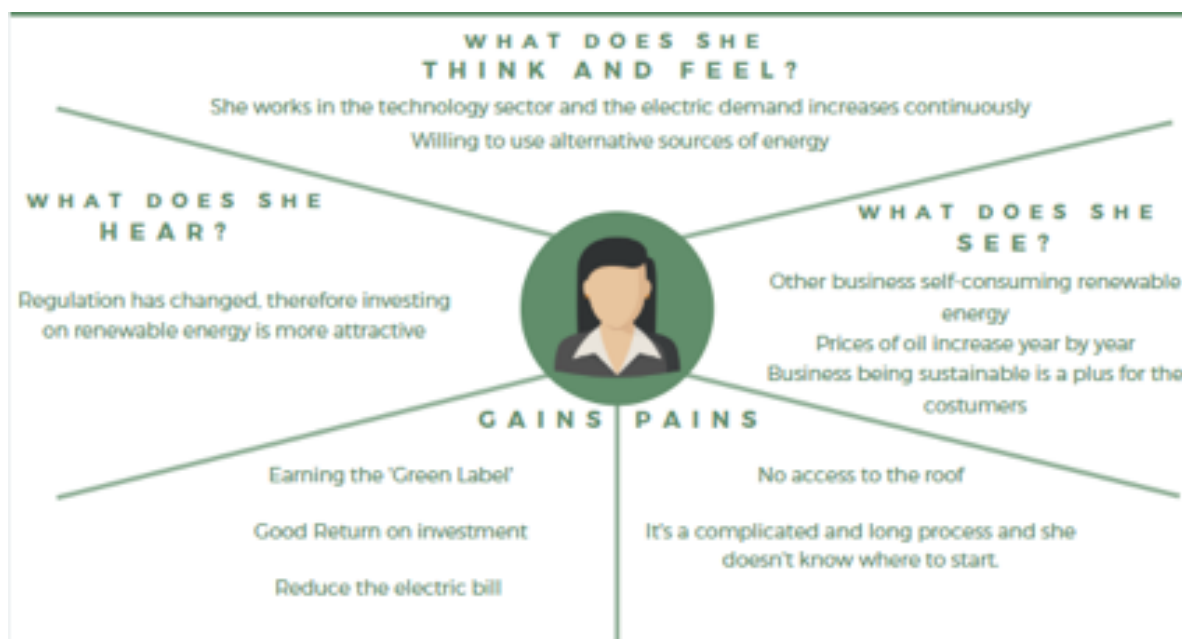 WHAT DOES SHE
THINK AND FEEL?
She works in the technology sector and the electric demand increases continuously
Willing to use alternative sources of energy
WHAT DOES SHE
HEAR?
Regulation has changed, therefore investing
on renewable energy is more attractive
WHAT DOES SHE
SEE?
Other business self-consuming renewable
energy
Prices of oil increase year by year
Business being sustainable is a plus for the
costumers
GAINS
Earning the 'Green Label'
Good Return on investment
Reduce the electric bill
PAINS
No access to the roof
It's a complicated and long process and she
doesn't know where to start.